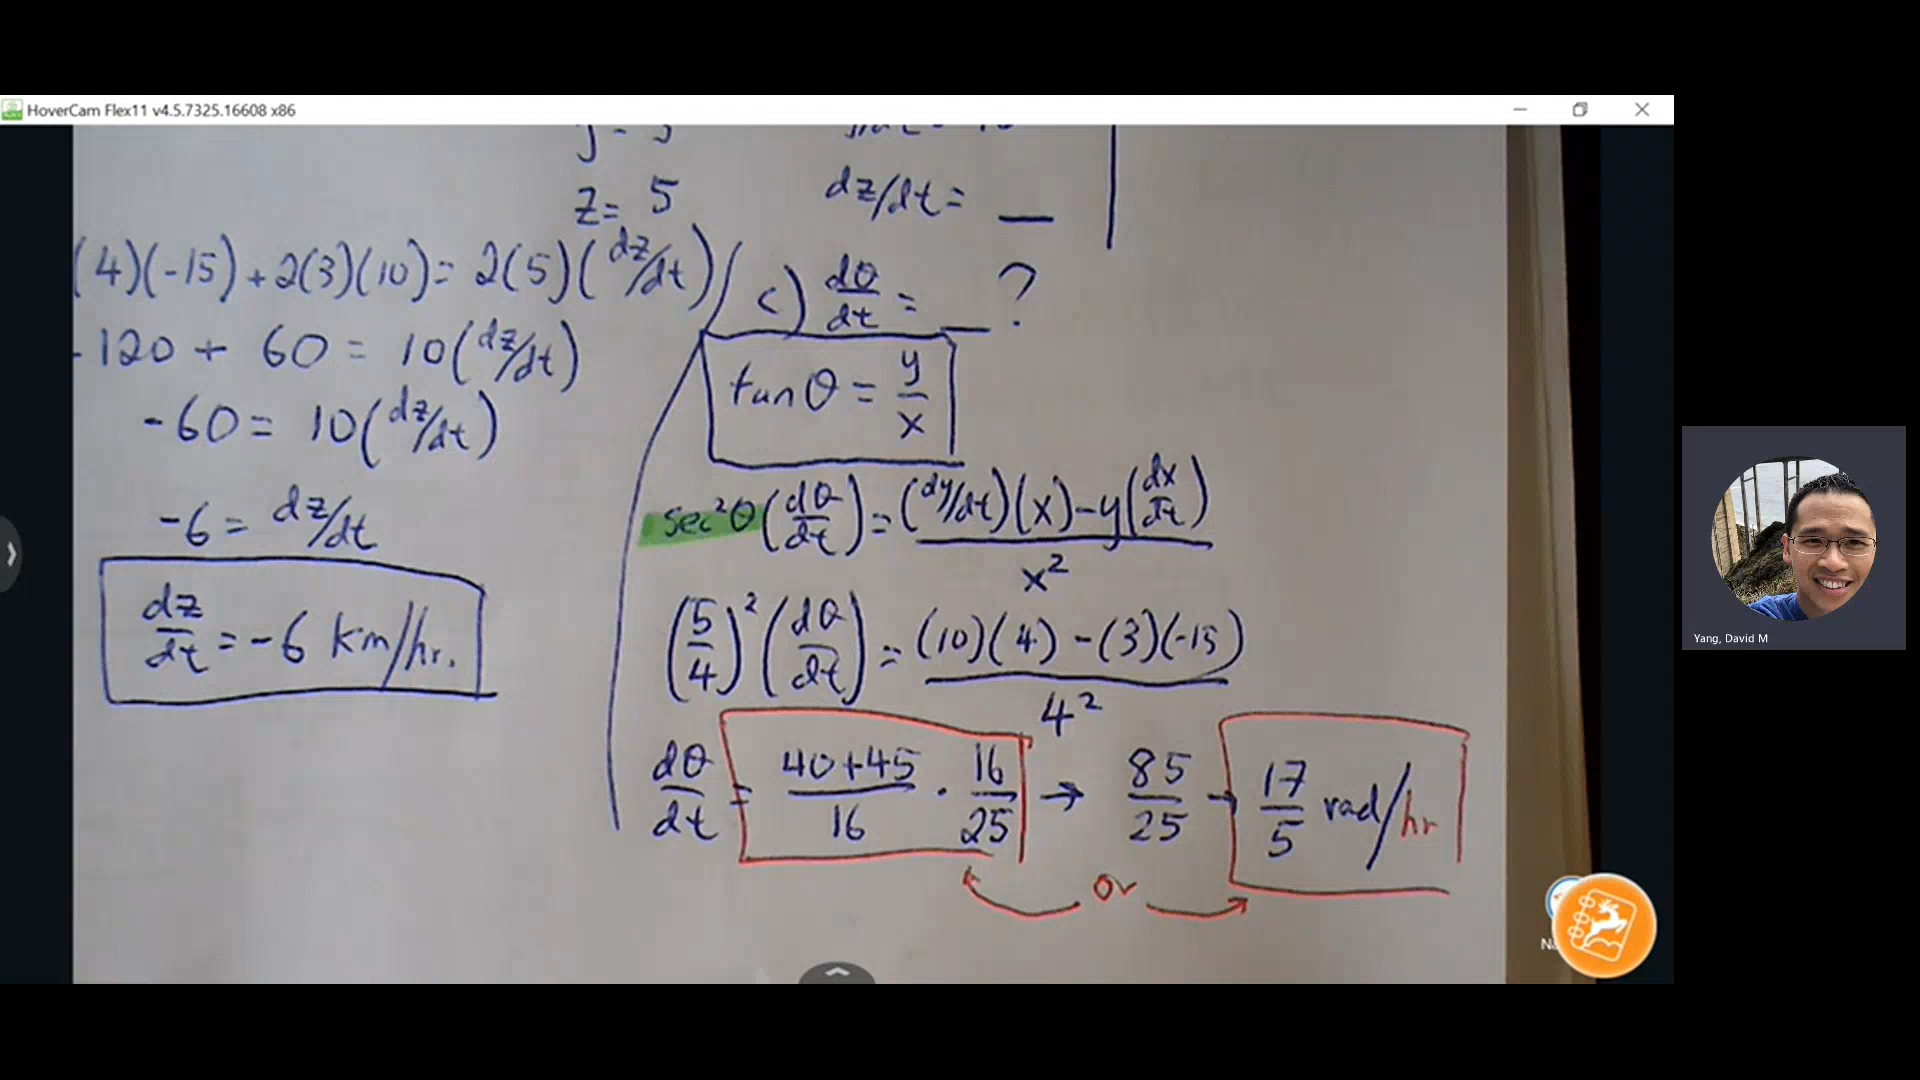 HoverCam Flex11 v4.5.7325.16608 x86
z = 5
dz/dt = __
(4)(-15) + 2(3)(10) = 2(5)(dz/dt)
-120 + 60 = 10(dz/dt)
-60 = 10(dz/dt)
-6 = dz/dt
dz/dt = -6 km/hr.
c) dθ/dt = __ ?
tanθ = y/x
sec²θ (dθ/dt) = ((dy/dt)(x) - y(dx/dt))/x²
(5/4)² (dθ/dt) = ((10)(4) - (3)(-15))/4²
dθ/dt = (40+45)/16 · 16/25 → 85/25 → 17/5 rad/hr
or
Yang, David M